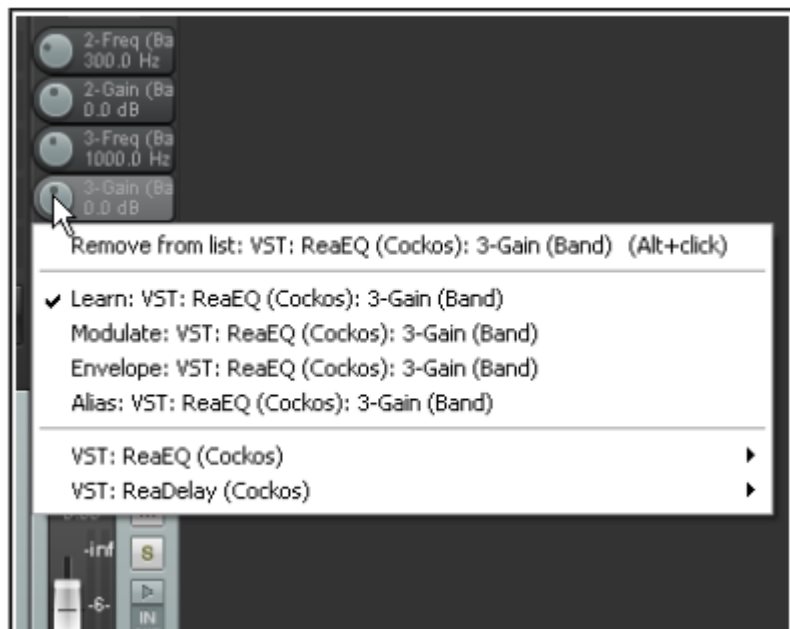 2-Freq (Ba
300.0 Hz
2-Gain (Ba
0.0 dB
3-Freq (Ba
1000.0 Hz
3-Gain (Ba
0.0 dB
Remove from list: VST: ReaEQ (Cockos): 3-Gain (Band) (Alt+click)
Learn: VST: ReaEQ (Cockos): 3-Gain (Band)
Modulate: VST: ReaEQ (Cockos): 3-Gain (Band)
Envelope: VST: ReaEQ (Cockos): 3-Gain (Band)
Alias: VST: ReaEQ (Cockos): 3-Gain (Band)
VST: ReaEQ (Cockos)
VST: ReaDelay (Cockos)
-inf
S
-6-
IN